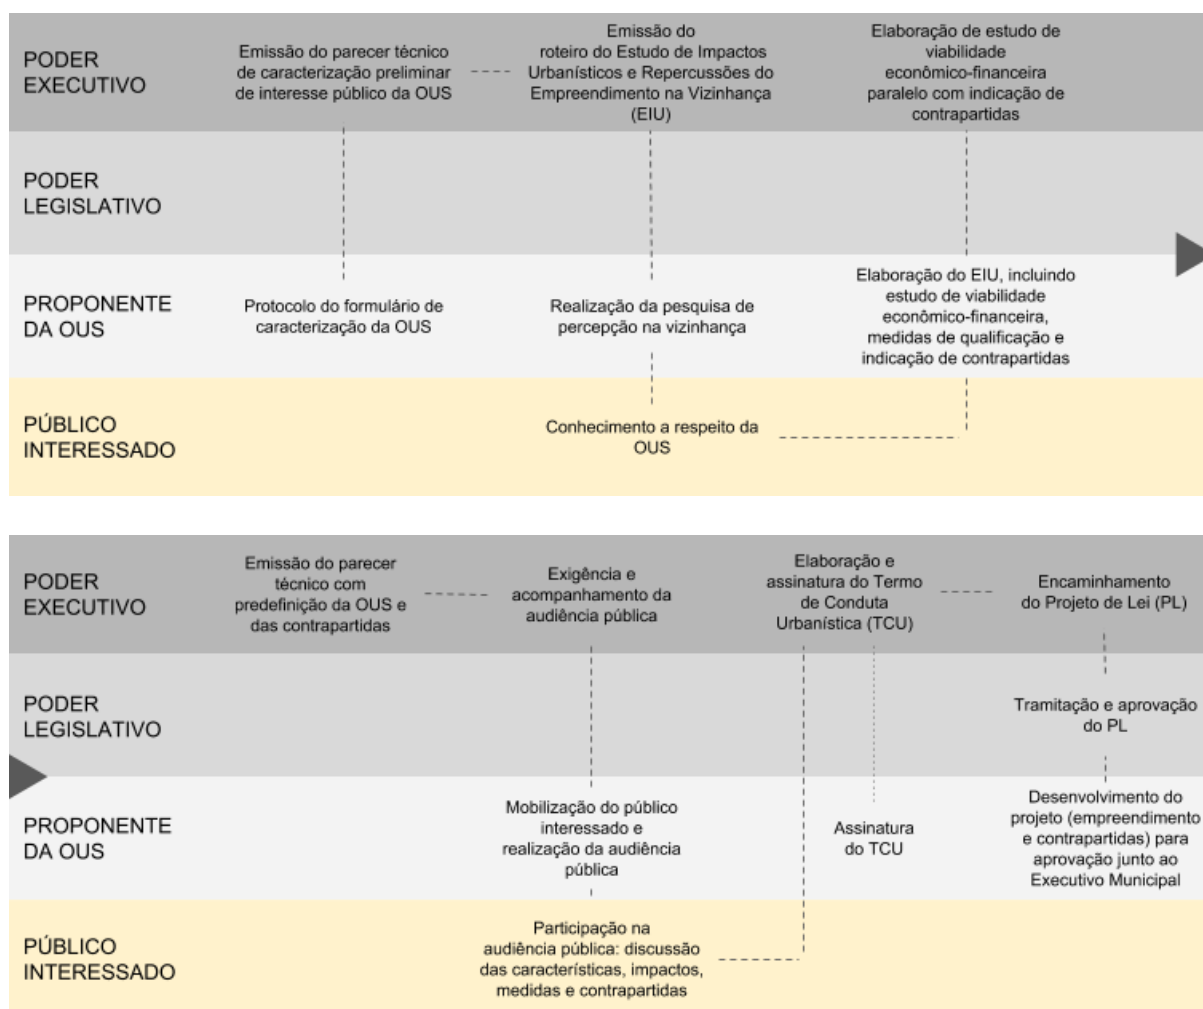 PODER
EXECUTIVO
Emissão do parecer técnico
de caracterização preliminar
de interesse público da OUS
Emissão do
roteiro do Estudo de Impactos
Urbanísticos e Repercussões do
Empreendimento na Vizinhança
(EIU)
Elaboração de estudo de
viabilidade
econômico-financeira
paralelo com indicação de
contrapartidas
PODER
LEGISLATIVO
PROPONENTE
DA OUS
Protocolo do formulário de
caracterização da OUS
Realização da pesquisa de
percepção na vizinhança
Elaboração do EIU, incluindo
estudo de viabilidade
econômico-financeira,
medidas de qualificação e
indicação de contrapartidas
PÚBLICO
INTERESSADO
Conhecimento a respeito da
OUS
PODER
EXECUTIVO
Emissão do parecer
técnico com
predefinição da OUS e
das contrapartidas
Exigência e
acompanhamento da
audiência pública
Elaboração e
assinatura do Termo
de Conduta
Urbanística (TCU)
Encaminhamento
do Projeto de Lei (PL)
PODER
LEGISLATIVO
Tramitação e aprovação
do PL
PROPONENTE
DA OUS
Mobilização do público
interessado e
realização da audiência
pública
Assinatura
do TCU
Desenvolvimento do
projeto (empreendimento
e contrapartidas) para
aprovação junto ao
Executivo Municipal
PÚBLICO
INTERESSADO
Participação na
audiência pública: discussão
das características, impactos,
medidas e contrapartidas